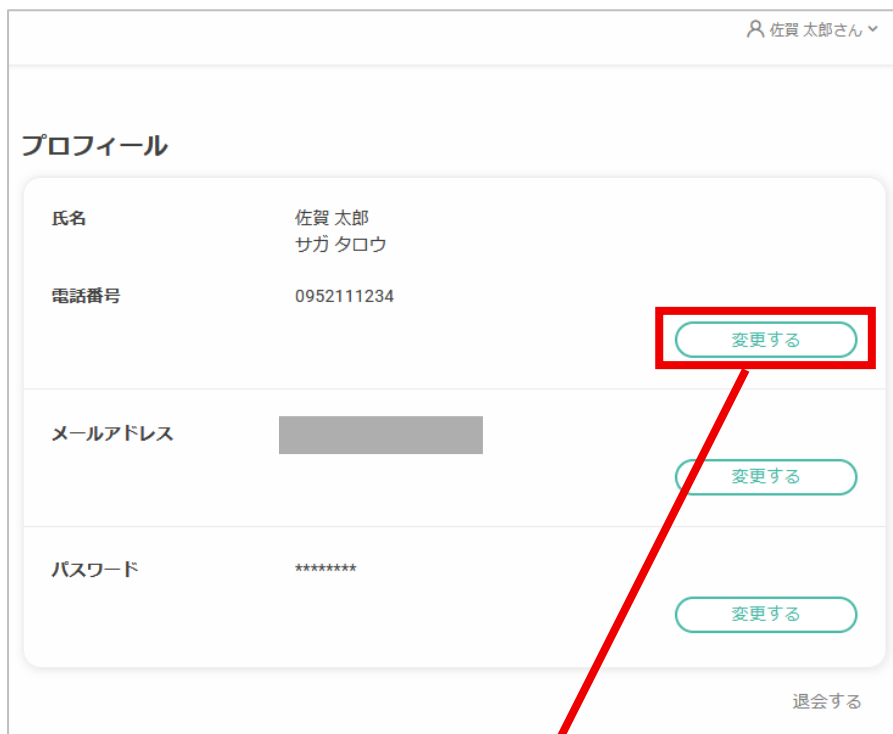 佐賀 太郎さん
プロフィール
氏名 佐賀 太郎
サガ タロウ
電話番号 0952111234
変更する
メールアドレス
変更する
パスワード ********
変更する
退会する